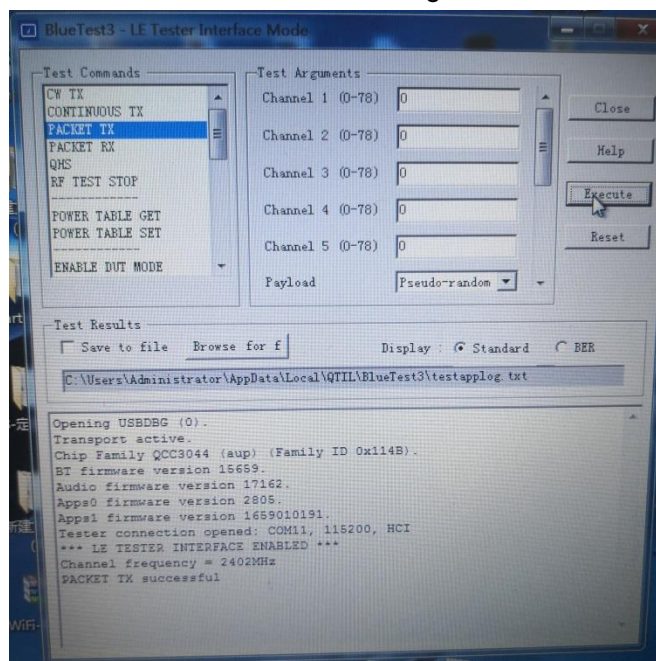 BlueTest3 - LE Tester Interface Mode
Test Commands
CW TX
CONTINUOUS TX
PACKET TX
PACKET RX
QHS
RF TEST STOP
------------
POWER TABLE GET
POWER TABLE SET
------------
ENABLE DUT MODE
Test Arguments
Channel 1 (0-78) 0
Channel 2 (0-78) 0
Channel 3 (0-78) 0
Channel 4 (0-78) 0
Channel 5 (0-78) 0
Payload Pseudo-random
Close
Help
Execute
Reset
Test Results
Save to file Browse for f Display : Standard BER
C:\Users\Administrator\AppData\Local\QTIL\BlueTest3\testapplog.txt
Opening USBDBG (0).
Transport active.
Chip Family QCC3044 (aup) (Family ID 0x114B).
BT firmware version 15659.
Audio firmware version 17162.
Apps0 firmware version 2805.
Apps1 firmware version 1659010191.
Tester connection opened: COM11, 115200, HCI
*** LE TESTER INTERFACE ENABLED ***
Channel frequency = 2402MHz
PACKET TX successful
WiFi-